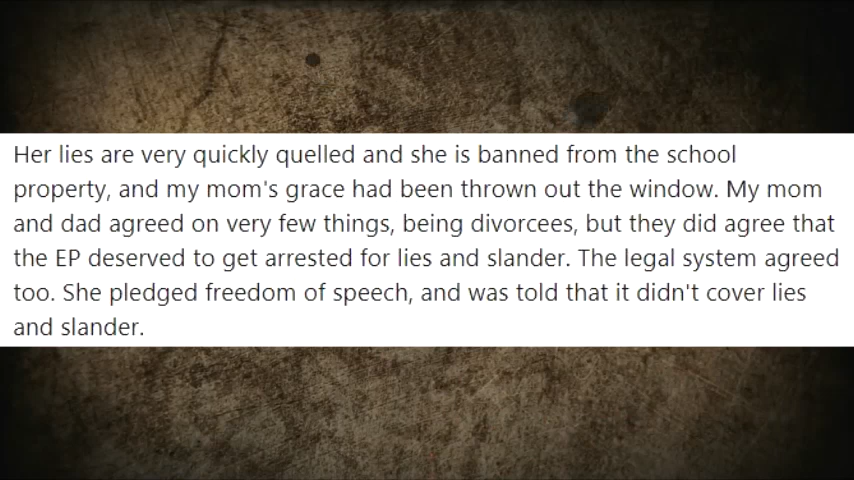 Her lies are very quickly quelled and she is banned from the school
property, and my mom's grace had been thrown out the window. My mom
and dad agreed on very few things, being divorcees, but they did agree that
the EP deserved to get arrested for lies and slander. The legal system agreed
too. She pledged freedom of speech, and was told that it didn't cover lies
and slander.